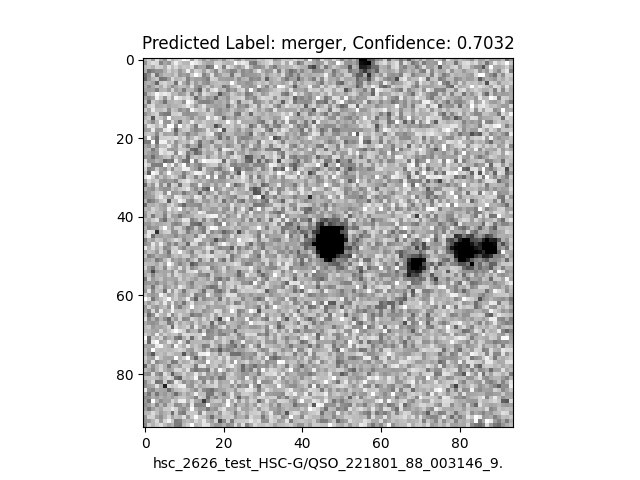 Predicted Label: merger, Confidence: 0.7032
0
20
40
60
80
0 20 40 60 80
hsc_2626_test_HSC-G/QSO_221801_88_003146_9.